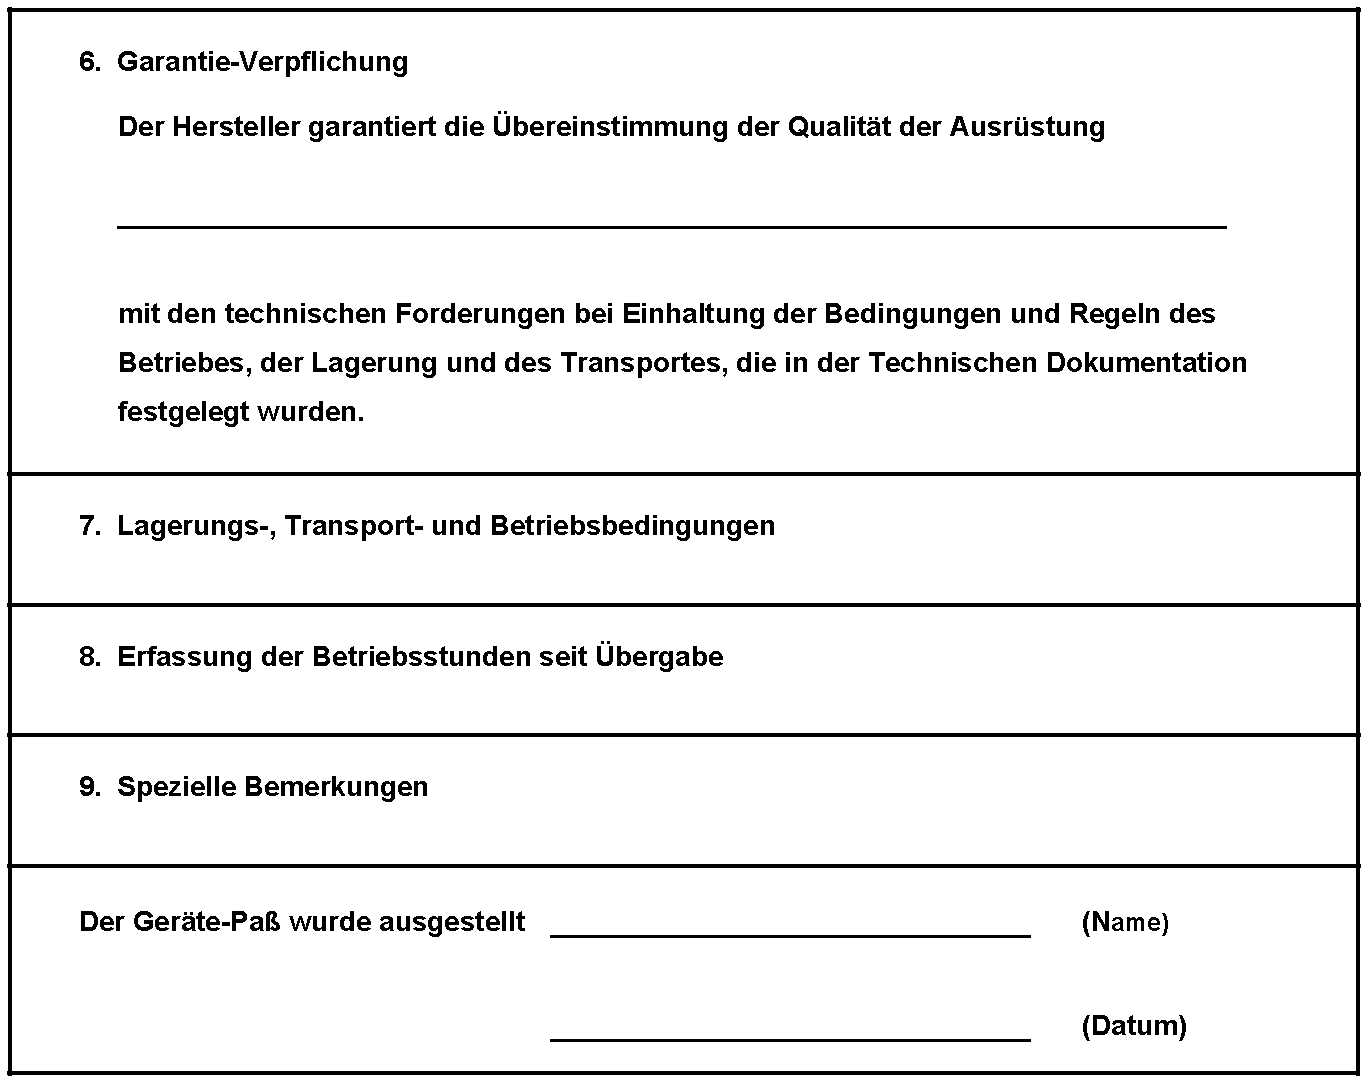 6. Garantie-Verpflichung
Der Hersteller garantiert die Übereinstimmung der Qualität der Ausrüstung
mit den technischen Forderungen bei Einhaltung der Bedingungen und Regeln des
Betriebes, der Lagerung und des Transportes, die in der Technischen Dokumentation
festgelegt wurden.
7. Lagerungs-, Transport- und Betriebsbedingungen
8. Erfassung der Betriebsstunden seit Übergabe
9. Spezielle Bemerkungen
Der Geräte-Paß wurde ausgestellt (Name)
(Datum)